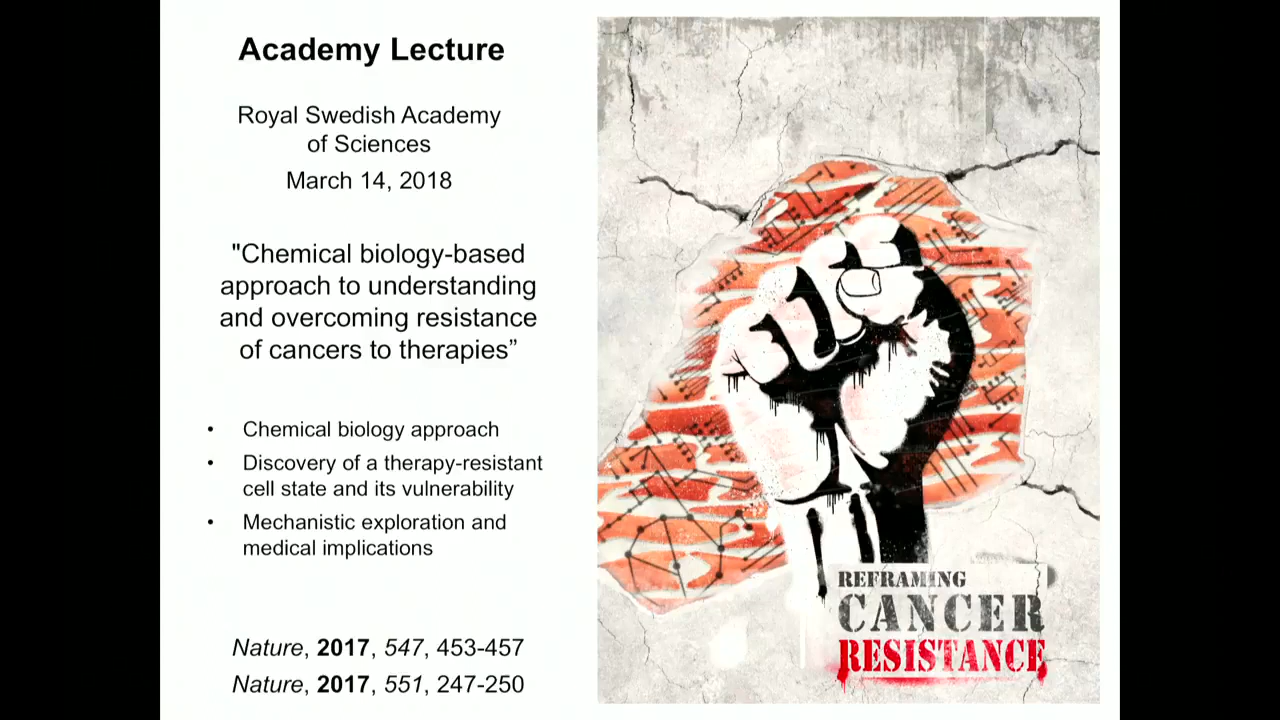 Academy Lecture
Royal Swedish Academy
of Sciences
March 14, 2018
"Chemical biology-based
approach to understanding
and overcoming resistance
of cancers to therapies”
• Chemical biology approach
• Discovery of a therapy-resistant
cell state and its vulnerability
• Mechanistic exploration and
medical implications
Nature, 2017, 547, 453-457
Nature, 2017, 551, 247-250
REFRAMING
CANCER
RESISTANCE